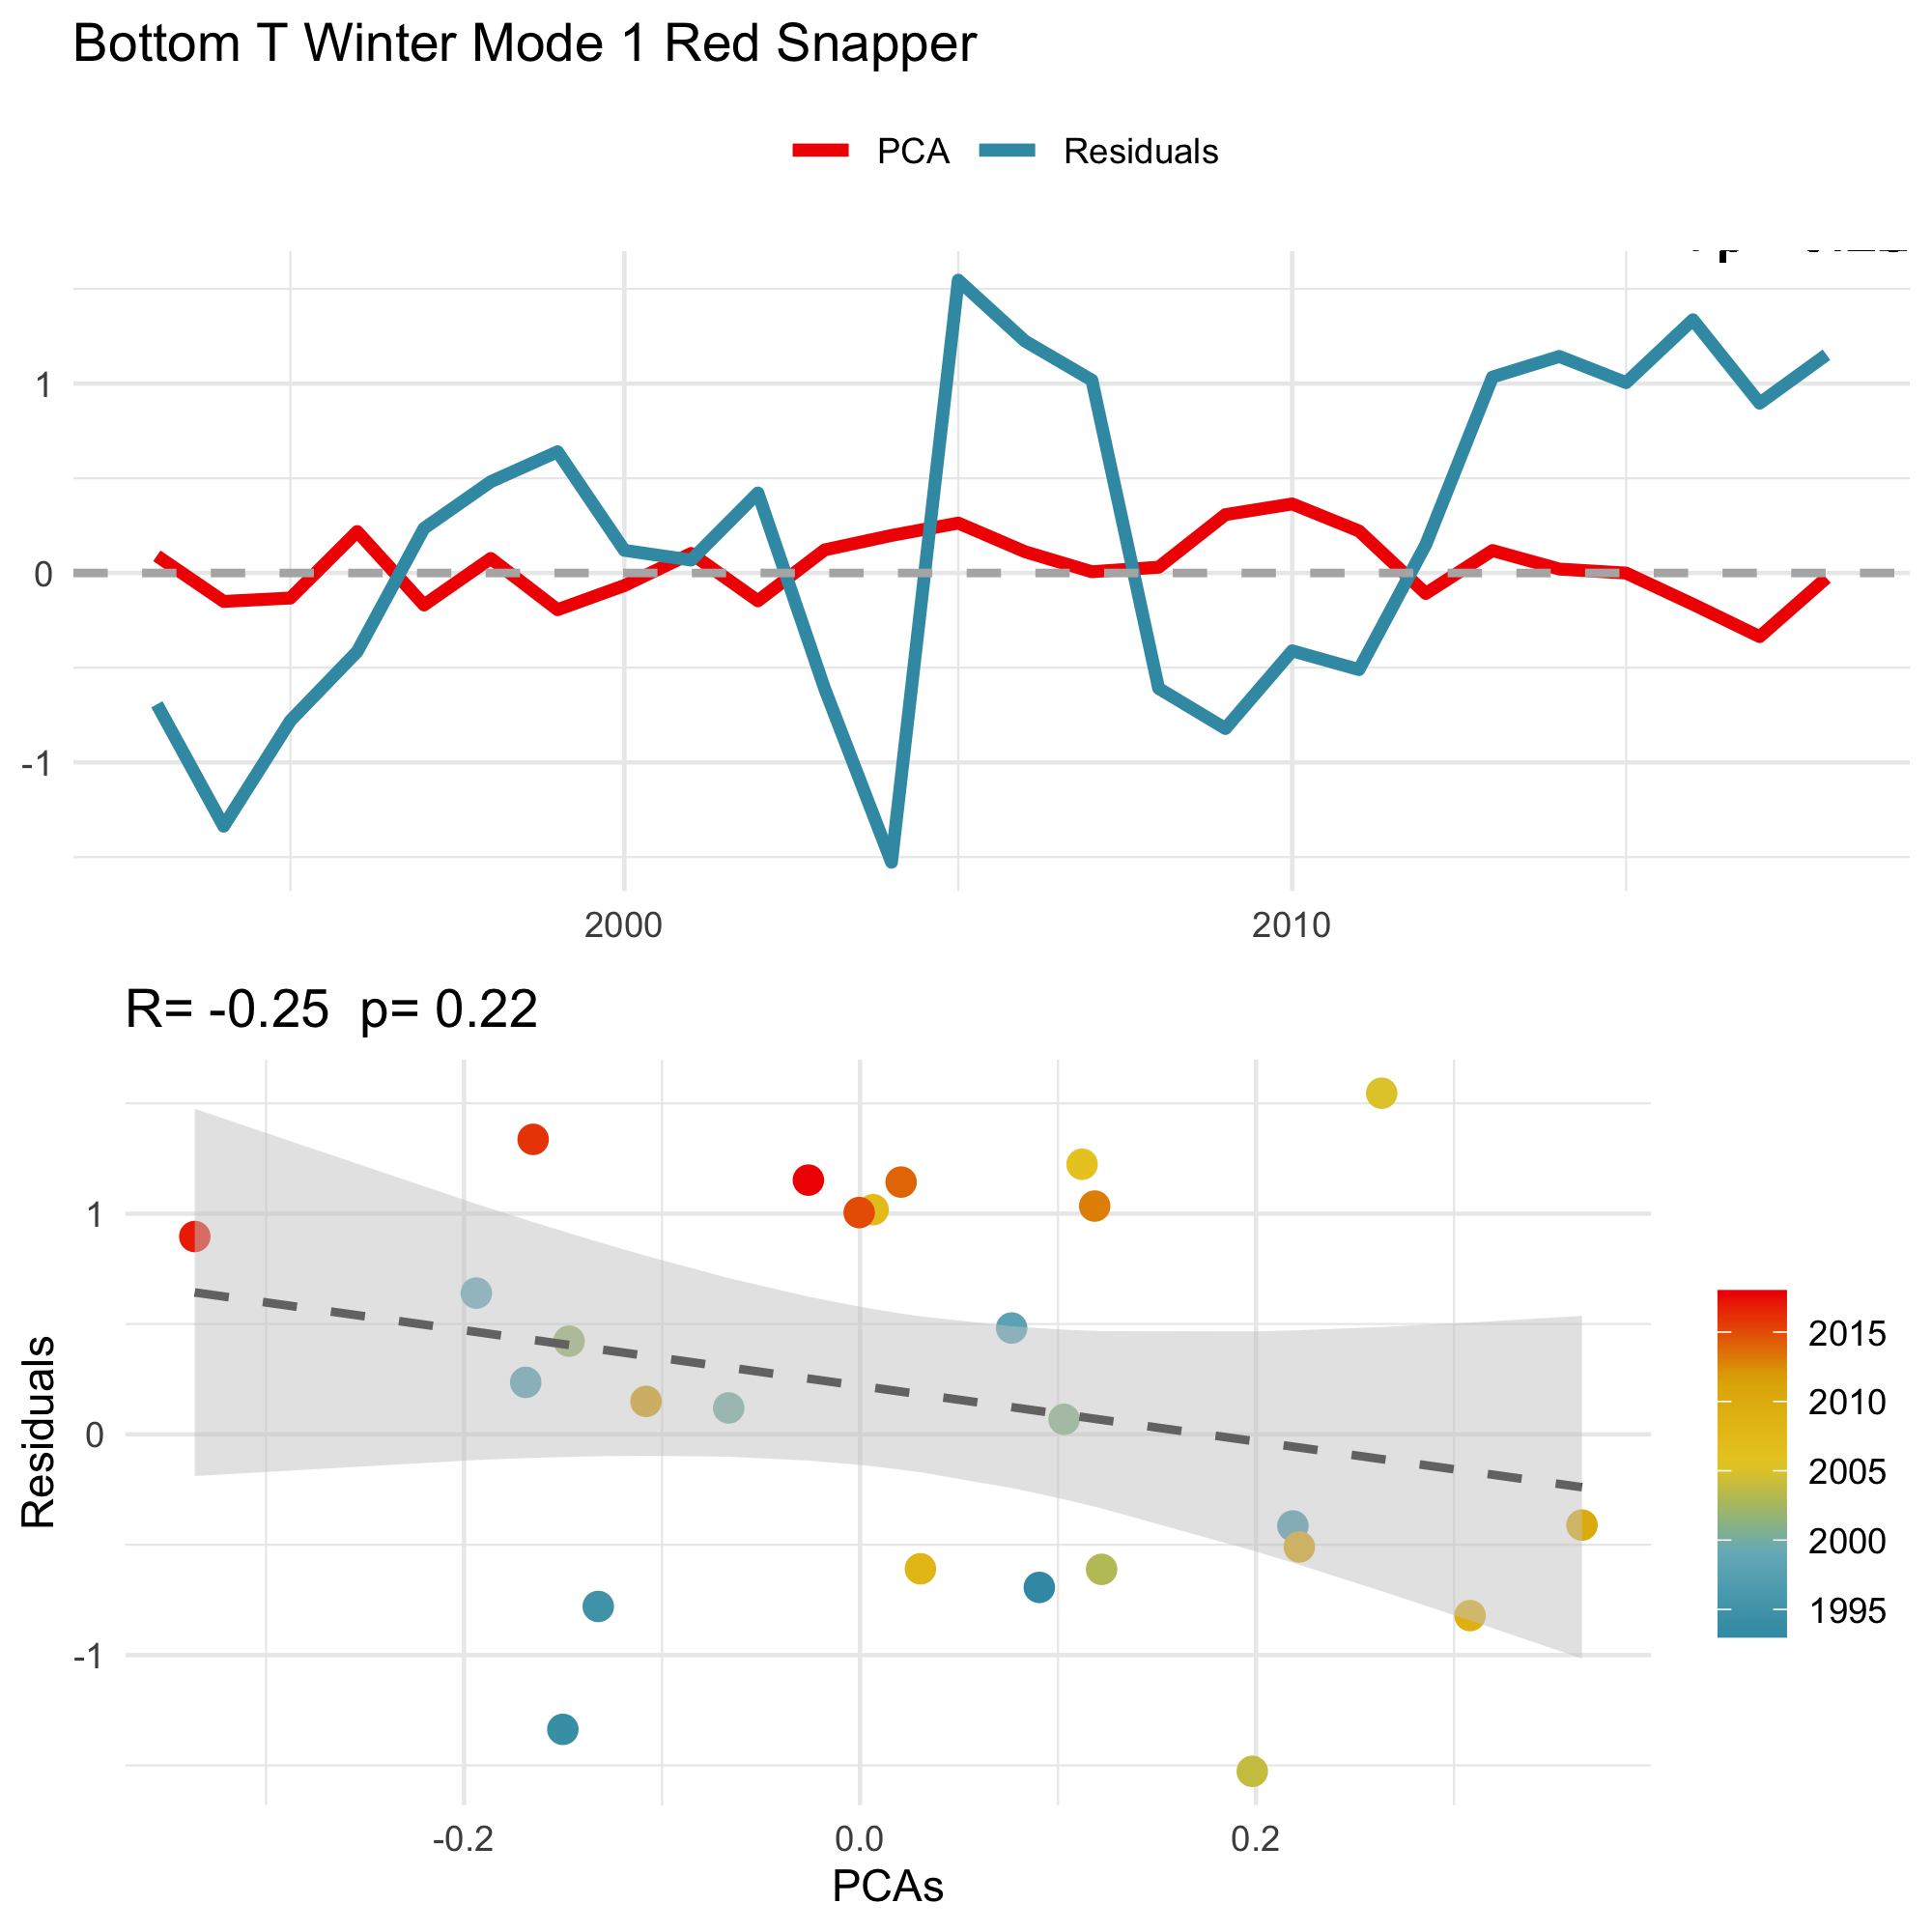 Bottom T Winter Mode 1 Red Snapper
PCA Residuals
1
0
-1
2000 2010
R= -0.25 p= 0.22
Residuals
1
0
-1
-0.2 0.0 0.2
PCAs
2015
2010
2005
2000
1995